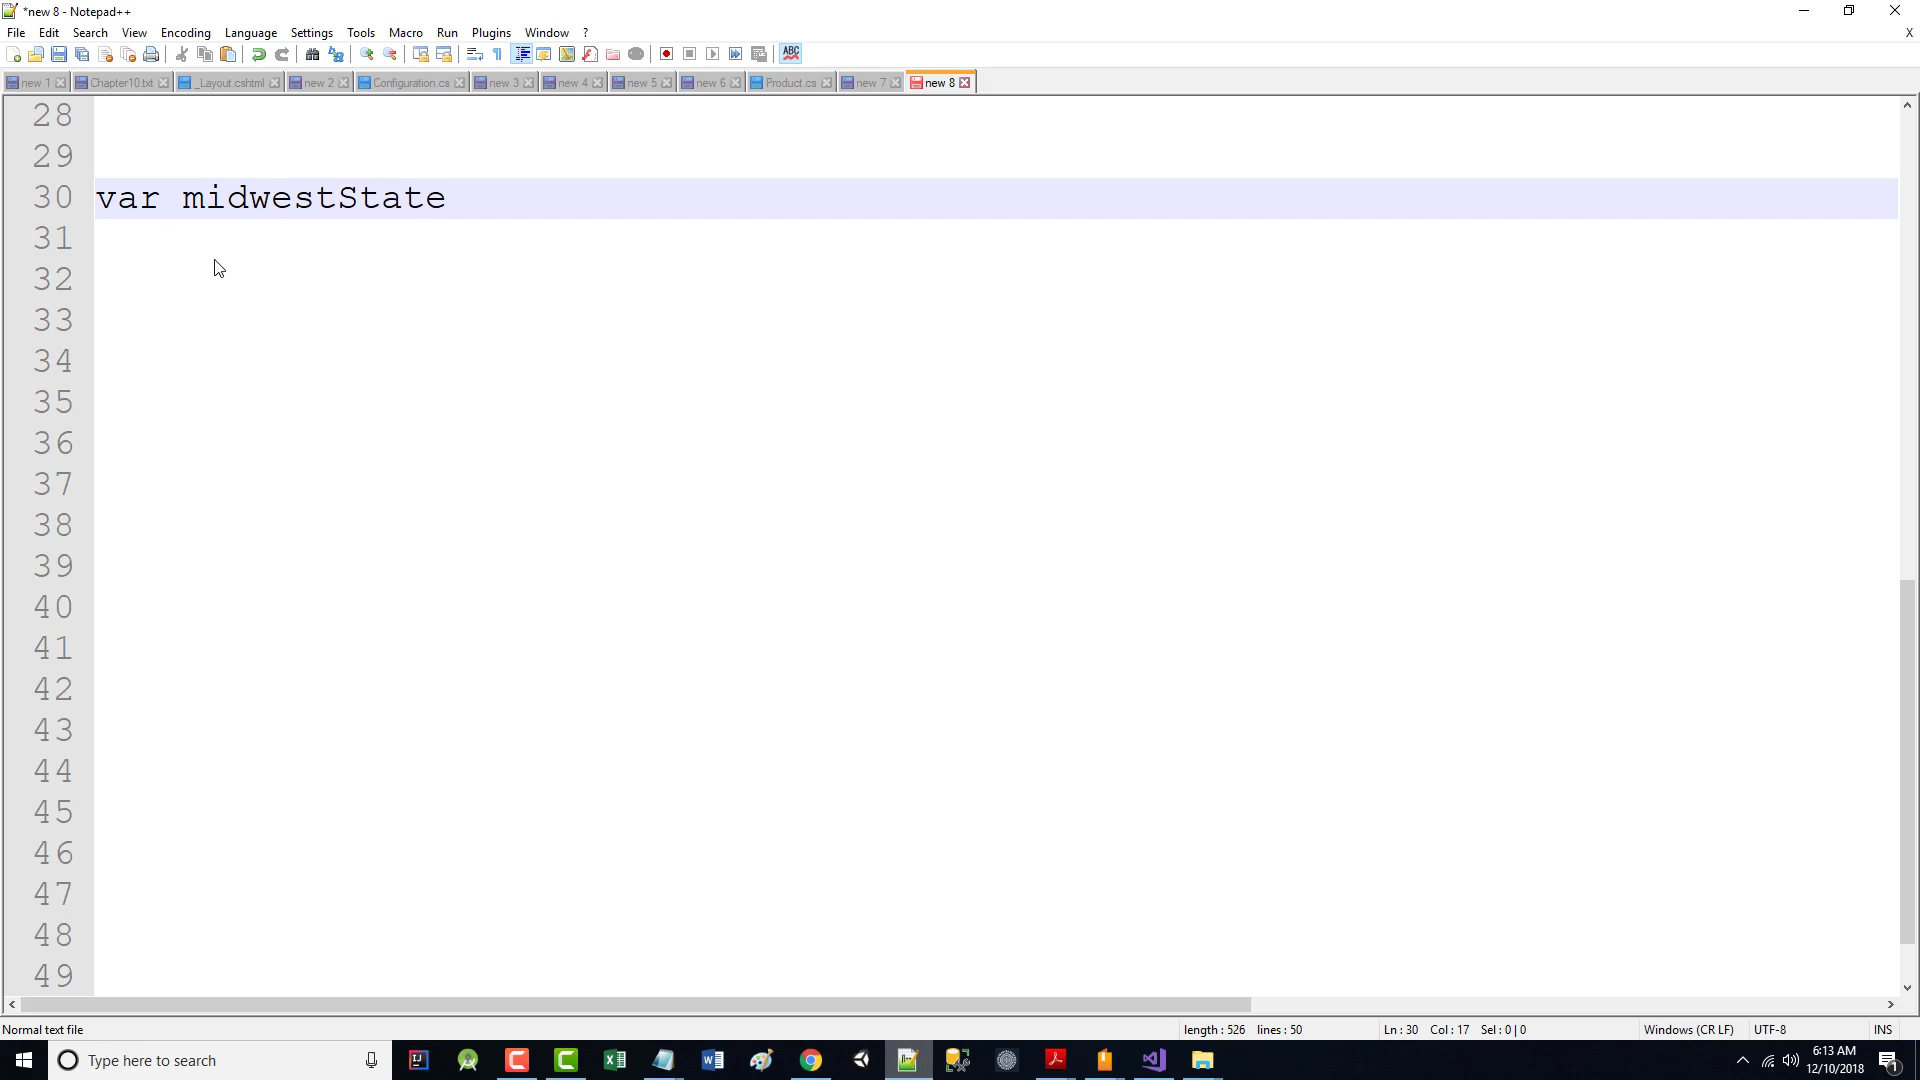 *new 8 - Notepad++
File Edit Search View Encoding Language Settings Tools Macro Run Plugins Window ? X
ABC
new 1 Chapter10.txt _Layout.cshtml new 2 Configuration.cs new 3 new 4 new 5 new 6 Product.cs new 7 new 8
28
29
30 var midwestState
31
32
33
34
35
36
37
38
39
40
41
42
43
44
45
46
47
48
49
Normal text file length : 526 lines : 50 Ln : 30 Col : 17 Sel : 0 | 0 Windows (CR LF) UTF-8 INS
Type here to search
6:13 AM
12/10/2018